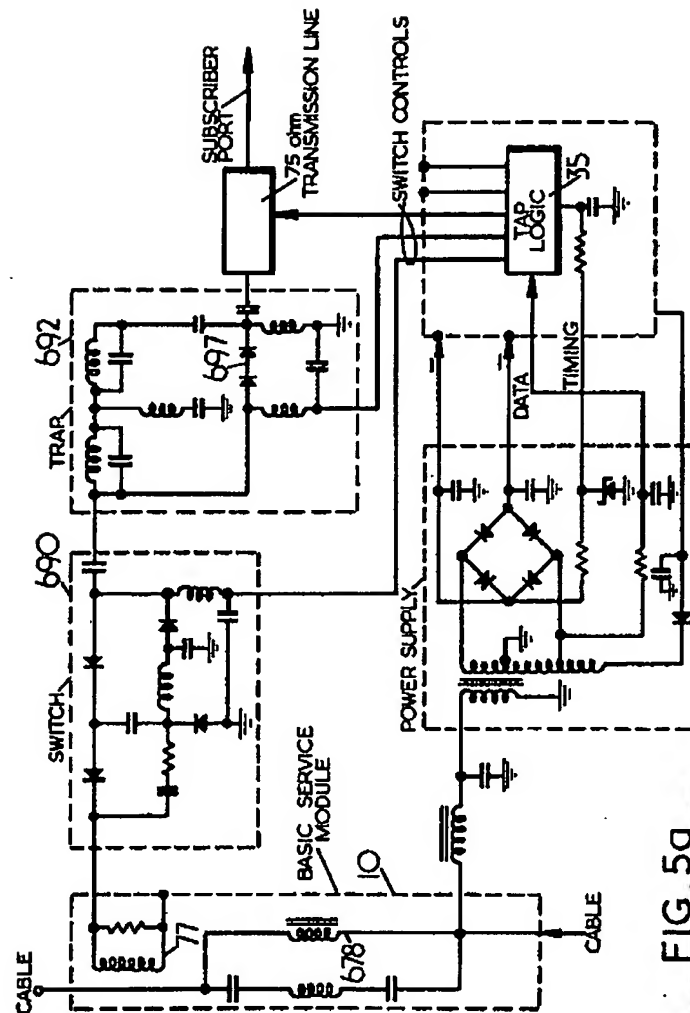 CABLE
77
678
10
BASIC SERVICE
MODULE
CABLE
SWITCH
690
TRAP
692
697
SUBSCRIBER
PORT
75 ohm
TRANSMISSION LINE
SWITCH CONTROLS
POWER SUPPLY
DATA
TIMING
TAP
LOGIC
35
FIG. 5a